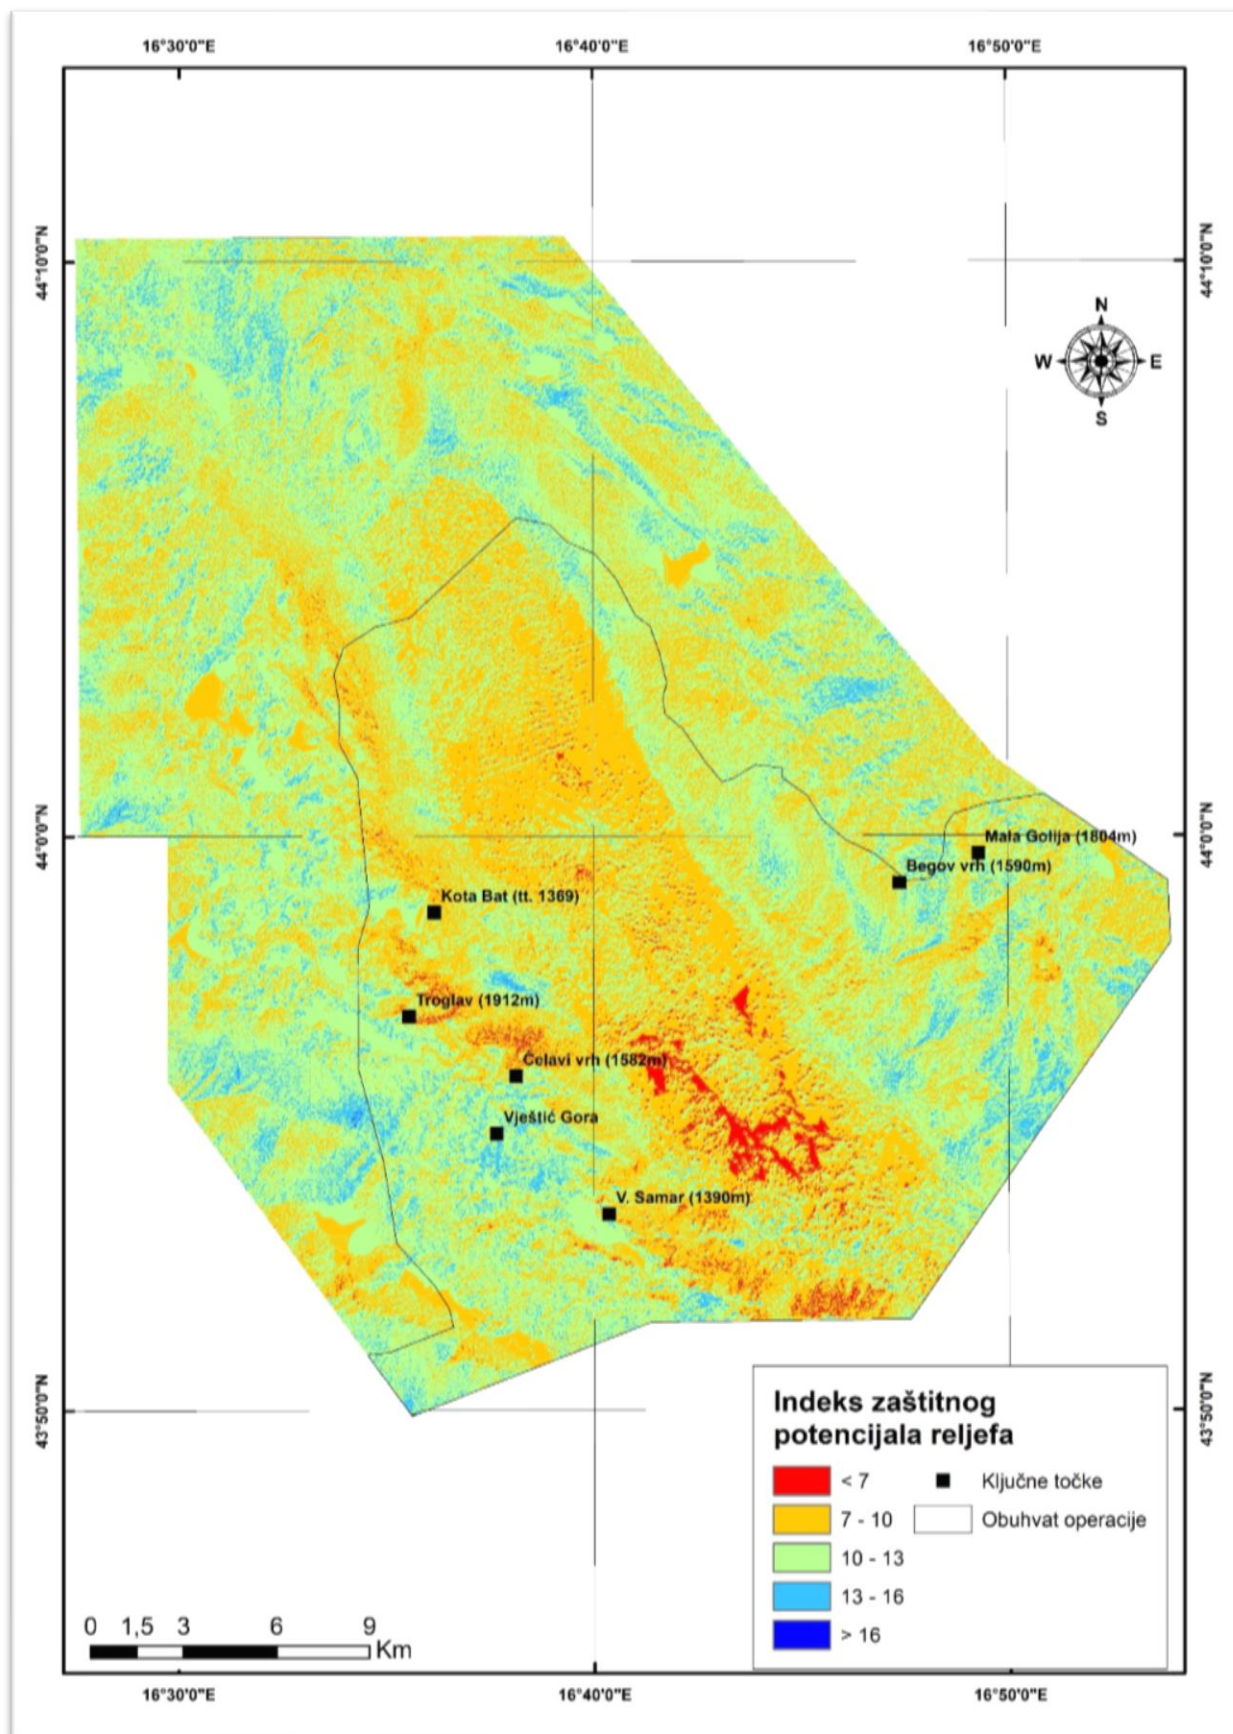 16°30'0"E 16°40'0"E 16°50'0"E
44°10'0"N 44°10'0"N
N
W E
S
44°0'0"N 44°0'0"N
Mala Golija (1804m)
Begov vrh (1590m)
Kota Bat (tt. 1369)
Troglav (1912m)
Čelavi vrh (1582m)
Vještić Gora
V. Samar (1390m)
43°50'0"N 43°50'0"N
Indeks zaštitnog
potencijala reljefa
< 7 Ključne točke
7 - 10 Obuhvat operacije
10 - 13
13 - 16
> 16
0 1,5 3 6 9
Km
16°30'0"E 16°40'0"E 16°50'0"E